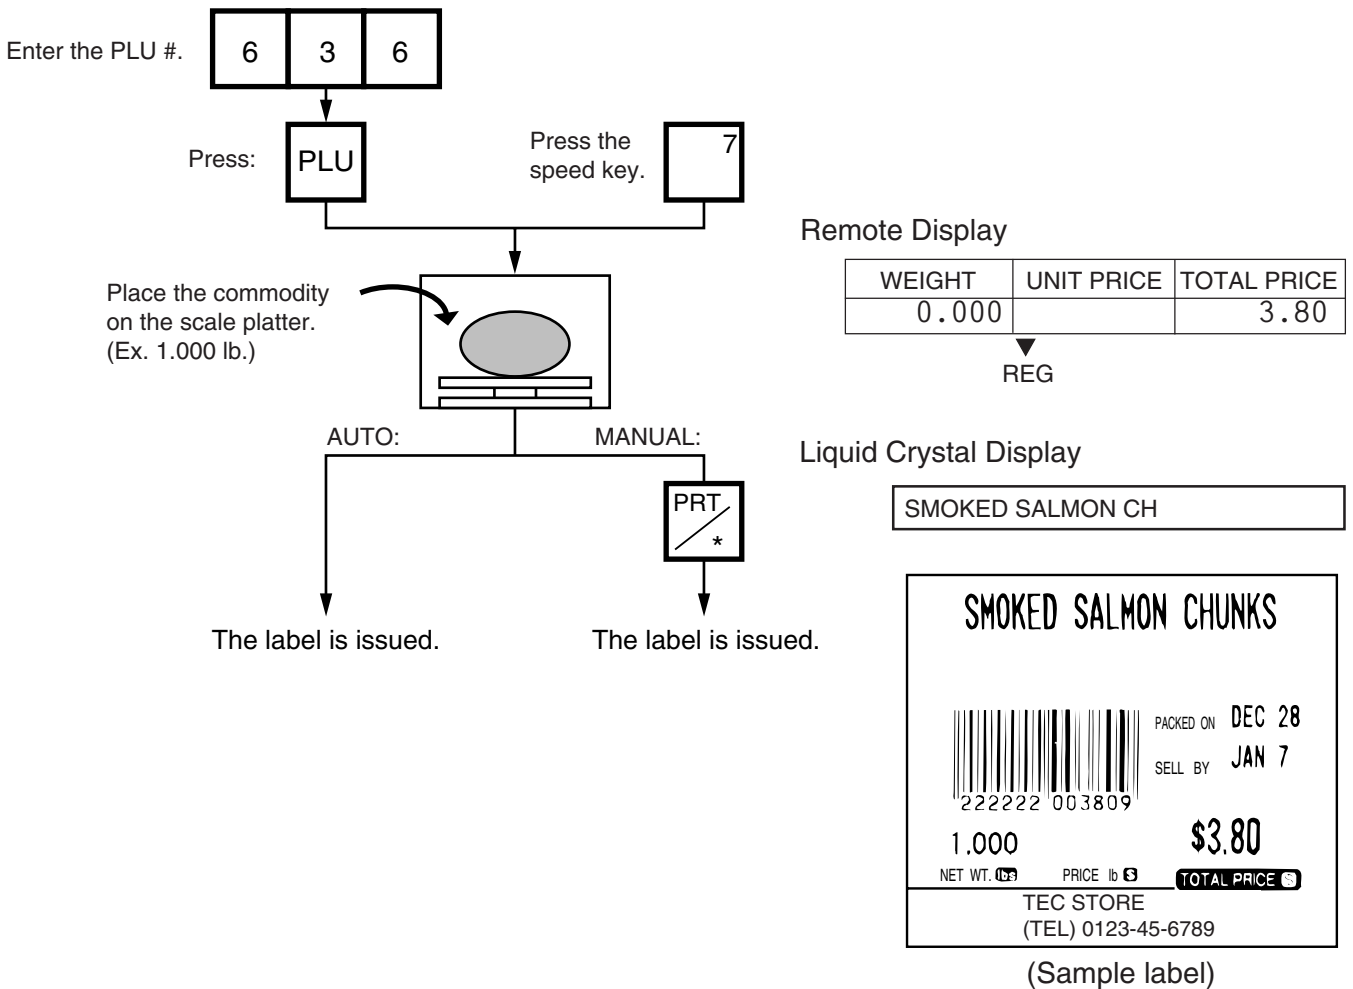 Enter the PLU #.
6 3 6
Press:
PLU
Press the
speed key.
7
Place the commodity
on the scale platter.
(Ex. 1.000 lb.)
AUTO:
MANUAL:
PRT
*
The label is issued.
The label is issued.
Remote Display
WEIGHT UNIT PRICE TOTAL PRICE
0.000 3.80
REG
Liquid Crystal Display
SMOKED SALMON CH
SMOKED SALMON CHUNKS
PACKED ON DEC 28
SELL BY JAN 7
222222 003809
1.000 $3.80
NET WT. lbs PRICE lb $ TOTAL PRICE $
TEC STORE
(TEL) 0123-45-6789
(Sample label)